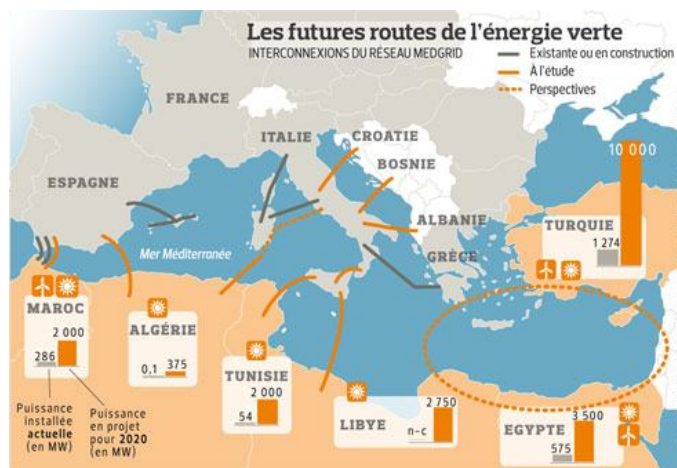 Les futures routes de l'énergie verte
INTERCONNEXIONS DU RÉSEAU MEDGRID
Existante ou en construction
À l'étude
Perspectives
FRANCE
ITALIE
CROATIE
BOSNIE
ESPAGNE
ALBANIE
GRÈCE
Mer Méditerranée
TURQUIE
1 274
10 000
MAROC
286
2 000
Puissance
installée
actuelle
(en MW)
Puissance
en projet
pour 2020
(en MW)
ALGÉRIE
0,1
375
TUNISIE
54
2 000
LIBYE
n-c
2 750
EGYPTE
575
3 500